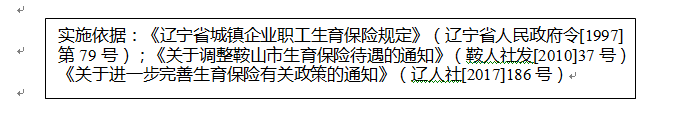 实施依据：《辽宁省城镇企业职工生育保险规定》（辽宁省人民政府令[1997]
第 79 号）；《关于调整鞍山市生育保险待遇的通知》（鞍人社发[2010]37 号）
《关于进一步完善生育保险有关政策的通知》（辽人社[2017]186 号）